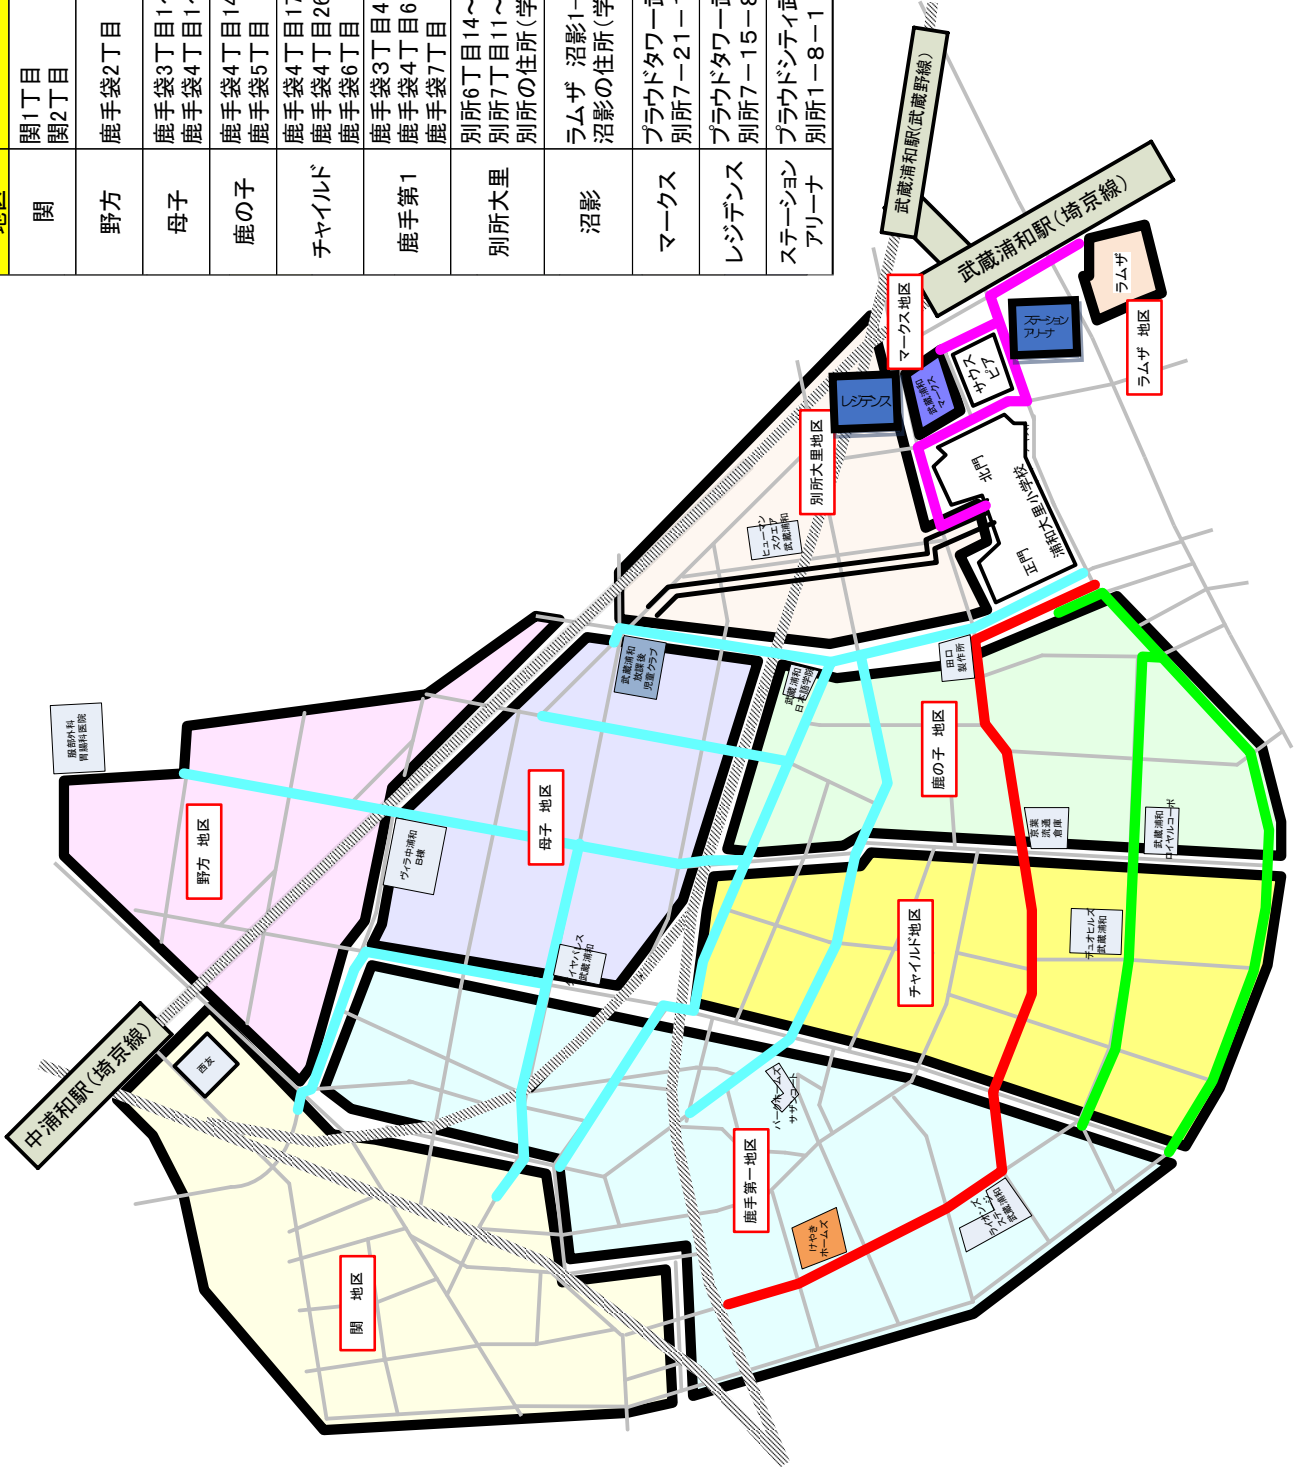 地区
関
関1丁目
関2丁目
野方
鹿手袋2丁目
母子
鹿手袋3丁目1~
鹿手袋4丁目1~
鹿の子
鹿手袋4丁目14
鹿手袋5丁目
チャイルド
鹿手袋4丁目17
鹿手袋4丁目26
鹿手袋6丁目
鹿手第1
鹿手袋3丁目4
鹿手袋4丁目6
鹿手袋7丁目
別所大里
別所6丁目14~
別所7丁目11~
別所の住所(学
沼影
ラムザ 沼影1-
沼影の住所(学
マークス
プラウドタワー武
別所7-21-
レジデンス
プラウドタワー武
別所7-15-8
ステーション
アリーナ
プラウドシティ武
別所1-8-1
武蔵浦和駅(武蔵野線)
武蔵浦和駅(埼京線)
ラムザ
ラムザ 地区
ステーション
アリーナ
マークス地区
サウス
ピア
武蔵浦和
マークス
レジデンス
別所大里地区
北門
正門
浦和大里小学校
ヒューマン
スクエア
武蔵浦和
武蔵浦和
放課後
児童クラブ
武蔵浦和
日本語学院
田口
製作所
鹿の子 地区
京葉
流通
倉庫
武蔵浦和
ロイヤルコーポ
服部外科
胃腸科医院
野方 地区
母子 地区
ヴィラ中浦和
B棟
ダイヤパレス
武蔵浦和
チャイルド地区
デュオヒルズ
武蔵浦和
中浦和駅(埼京線)
西友
パークホームズ
サザンコート
鹿手第一地区
けやき
ホームズ
ライオンズ
ステージ
武蔵浦和
関 地区